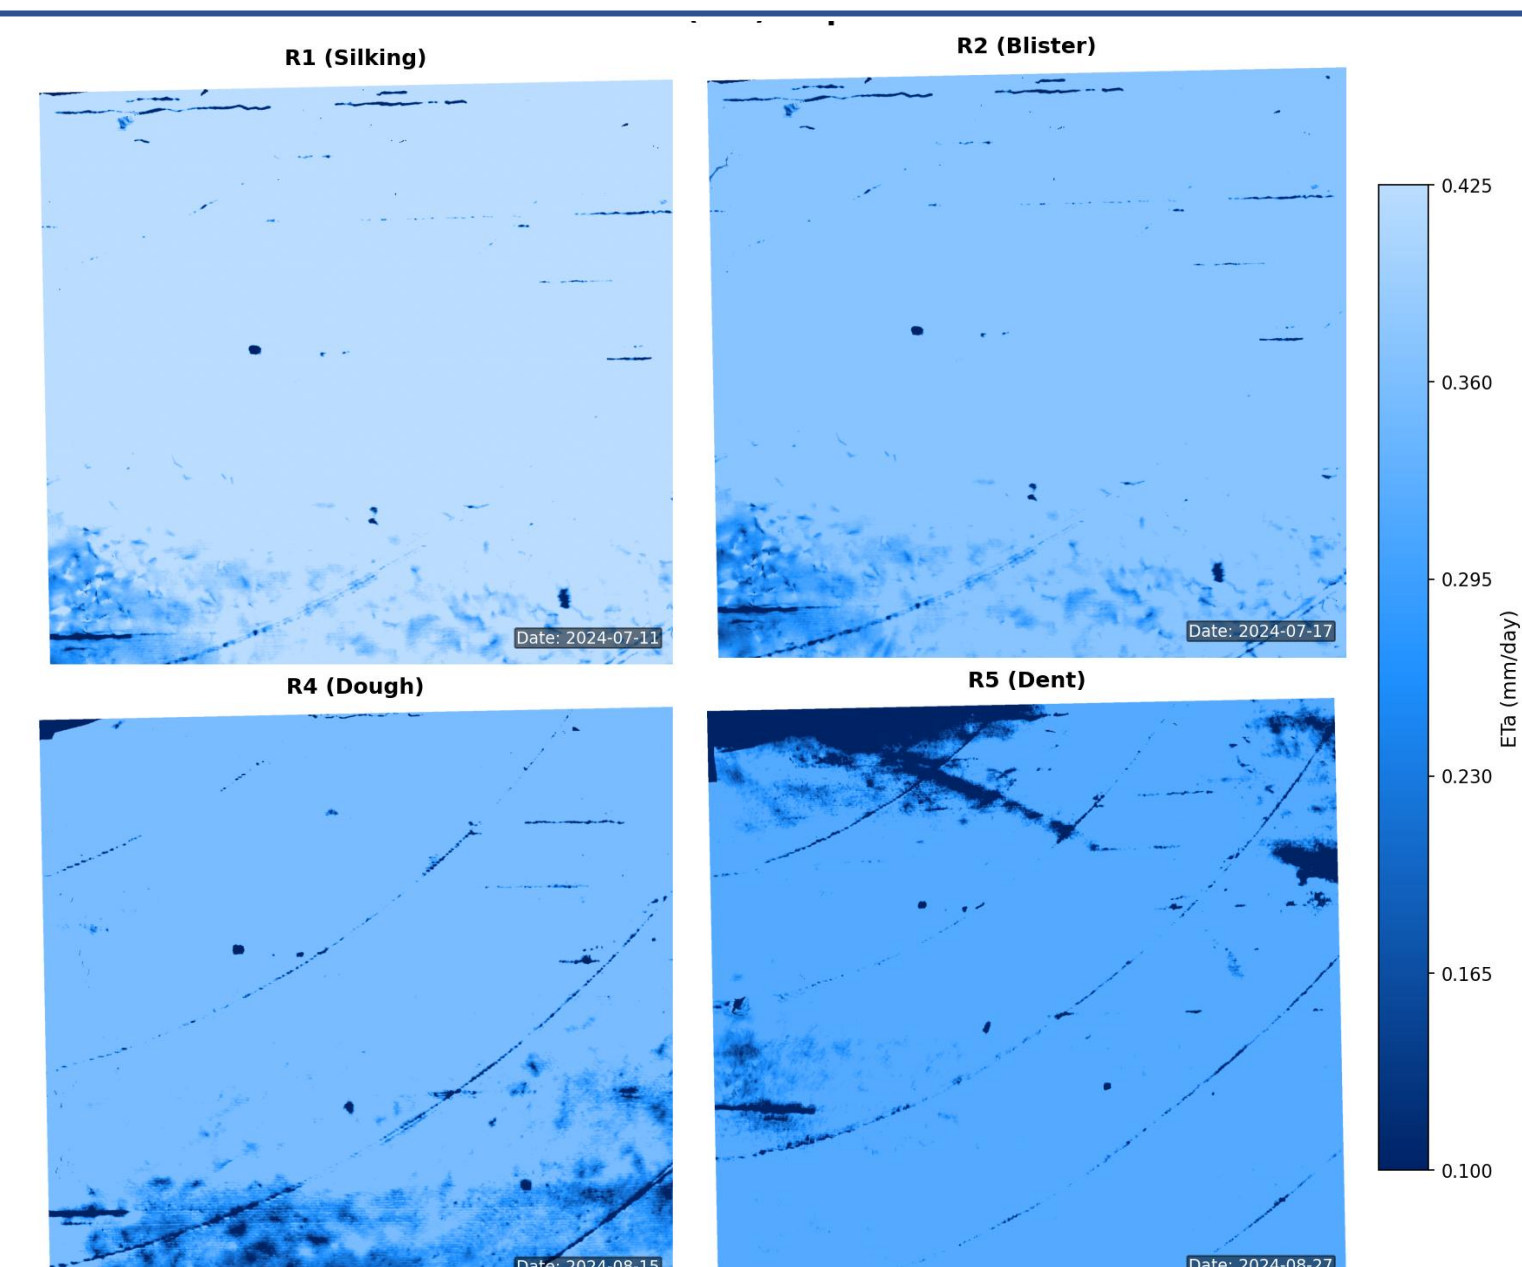 R1 (Silking)
R2 (Blister)
0.425
0.360
0.295
0.230
0.165
0.100
ETa (mm/day)
Date: 2024-07-11
Date: 2024-07-17
R4 (Dough)
R5 (Dent)
Date: 2024-08-15
Date: 2024-08-27